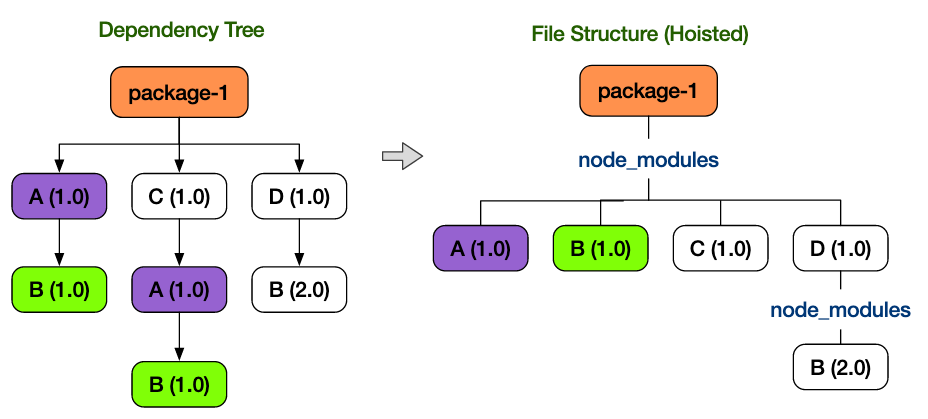 Dependency Tree
package-1
A (1.0)
C (1.0)
D (1.0)
B (1.0)
A (1.0)
B (2.0)
B (1.0)
File Structure (Hoisted)
package-1
node_modules
A (1.0)
B (1.0)
C (1.0)
D (1.0)
node_modules
B (2.0)